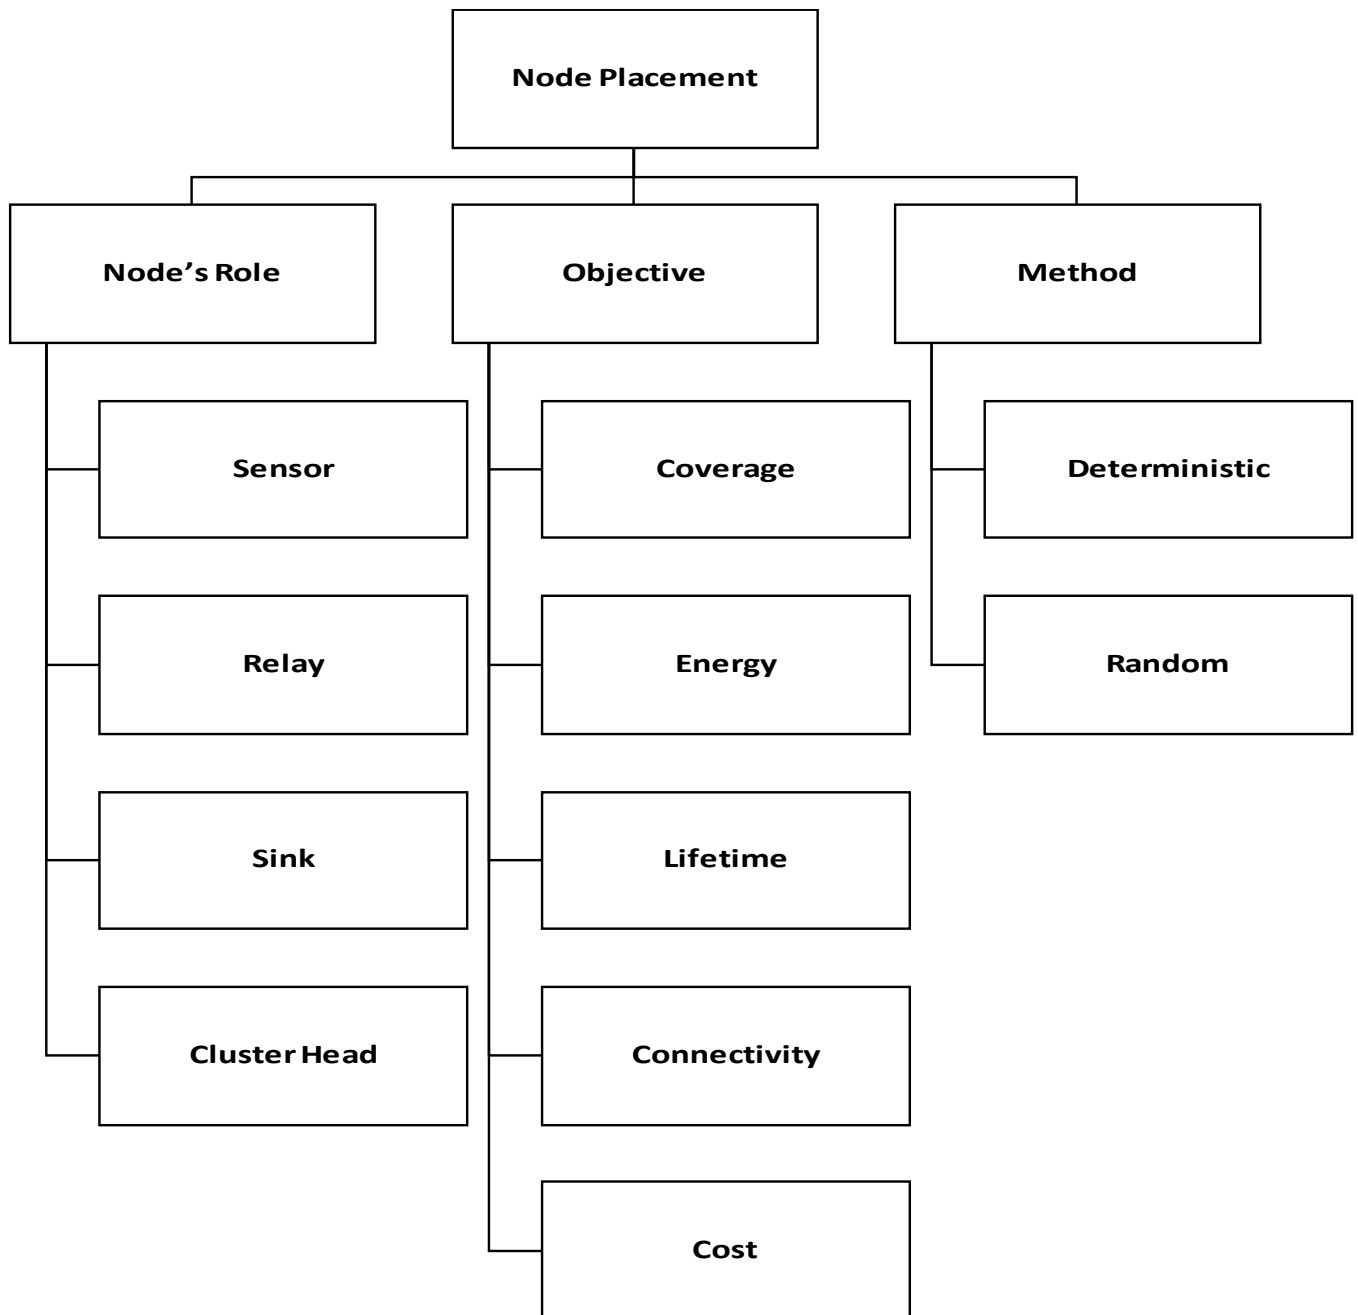 Node Placement
Node’s Role
Objective
Method
Sensor
Coverage
Deterministic
Relay
Energy
Random
Sink
Lifetime
Cluster Head
Connectivity
Cost